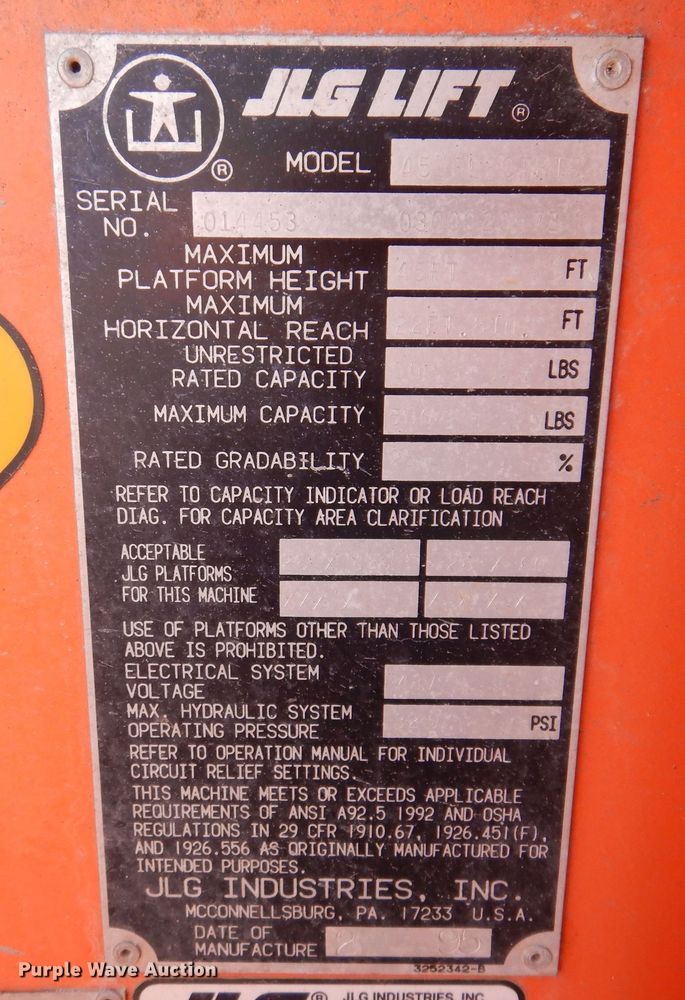 JLG LIFT ®
®
MODEL
SERIAL NO. 014453
MAXIMUM
PLATFORM HEIGHT 45FT FT
MAXIMUM
HORIZONTAL REACH FT
UNRESTRICTED
RATED CAPACITY LBS
MAXIMUM CAPACITY LBS
RATED GRADABILITY %
REFER TO CAPACITY INDICATOR OR LOAD REACH
DIAG. FOR CAPACITY AREA CLARIFICATION
ACCEPTABLE
JLG PLATFORMS
FOR THIS MACHINE
USE OF PLATFORMS OTHER THAN THOSE LISTED
ABOVE IS PROHIBITED.
ELECTRICAL SYSTEM
VOLTAGE
MAX. HYDRAULIC SYSTEM
OPERATING PRESSURE PSI
REFER TO OPERATION MANUAL FOR INDIVIDUAL
CIRCUIT RELIEF SETTINGS.
THIS MACHINE MEETS OR EXCEEDS APPLICABLE
REQUIREMENTS OF ANSI A92.5 1992 AND OSHA
REGULATIONS IN 29 CFR 1910.67, 1926.451(F),
AND 1926.556 AS ORIGINALLY MANUFACTURED FOR
INTENDED PURPOSES.
JLG INDUSTRIES, INC.
MCCONNELLSBURG, PA. 17233 U.S.A.
DATE OF
MANUFACTURE 2 95
3252342-B
Purple Wave Auction
JLG ® JLG INDUSTRIES, INC.